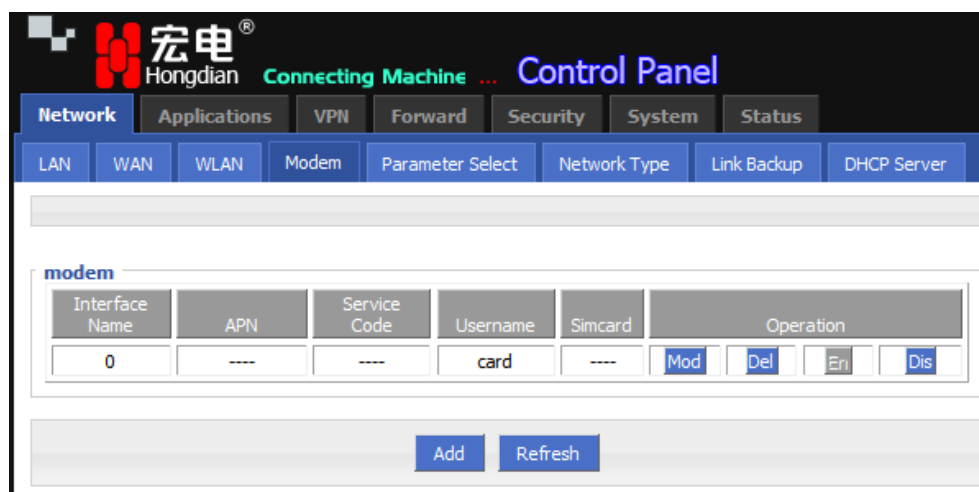 宏电®
Hongdian Connecting Machine ... Control Panel
Network Applications VPN Forward Security System Status
LAN WAN WLAN Modem Parameter Select Network Type Link Backup DHCP Server
modem
Interface Name APN Service Code Username Simcard Operation
0 ---- ---- card ---- Mod Del En Dis
Add Refresh